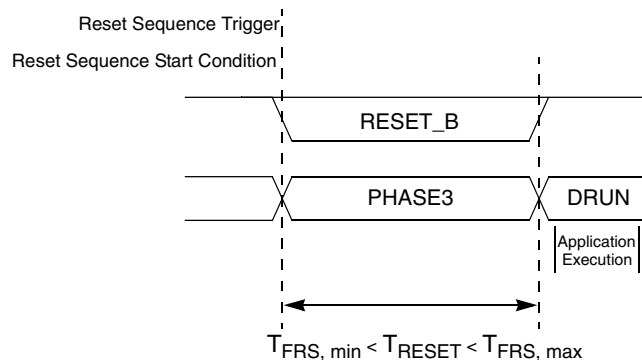 Reset Sequence Trigger
Reset Sequence Start Condition
RESET_B
PHASE3
DRUN
Application
Execution
TFRS, min < TRESET < TFRS, max